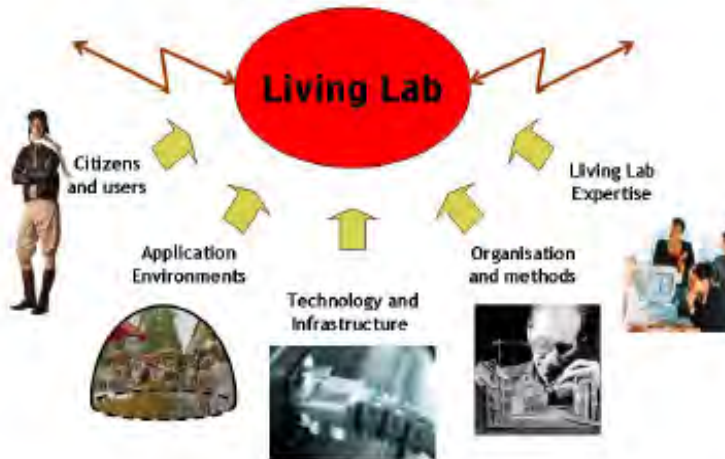 Living Lab
Citizens
and users
Living Lab
Expertise
Application
Environments
Organisation
and methods
Technology and
Infrastructure